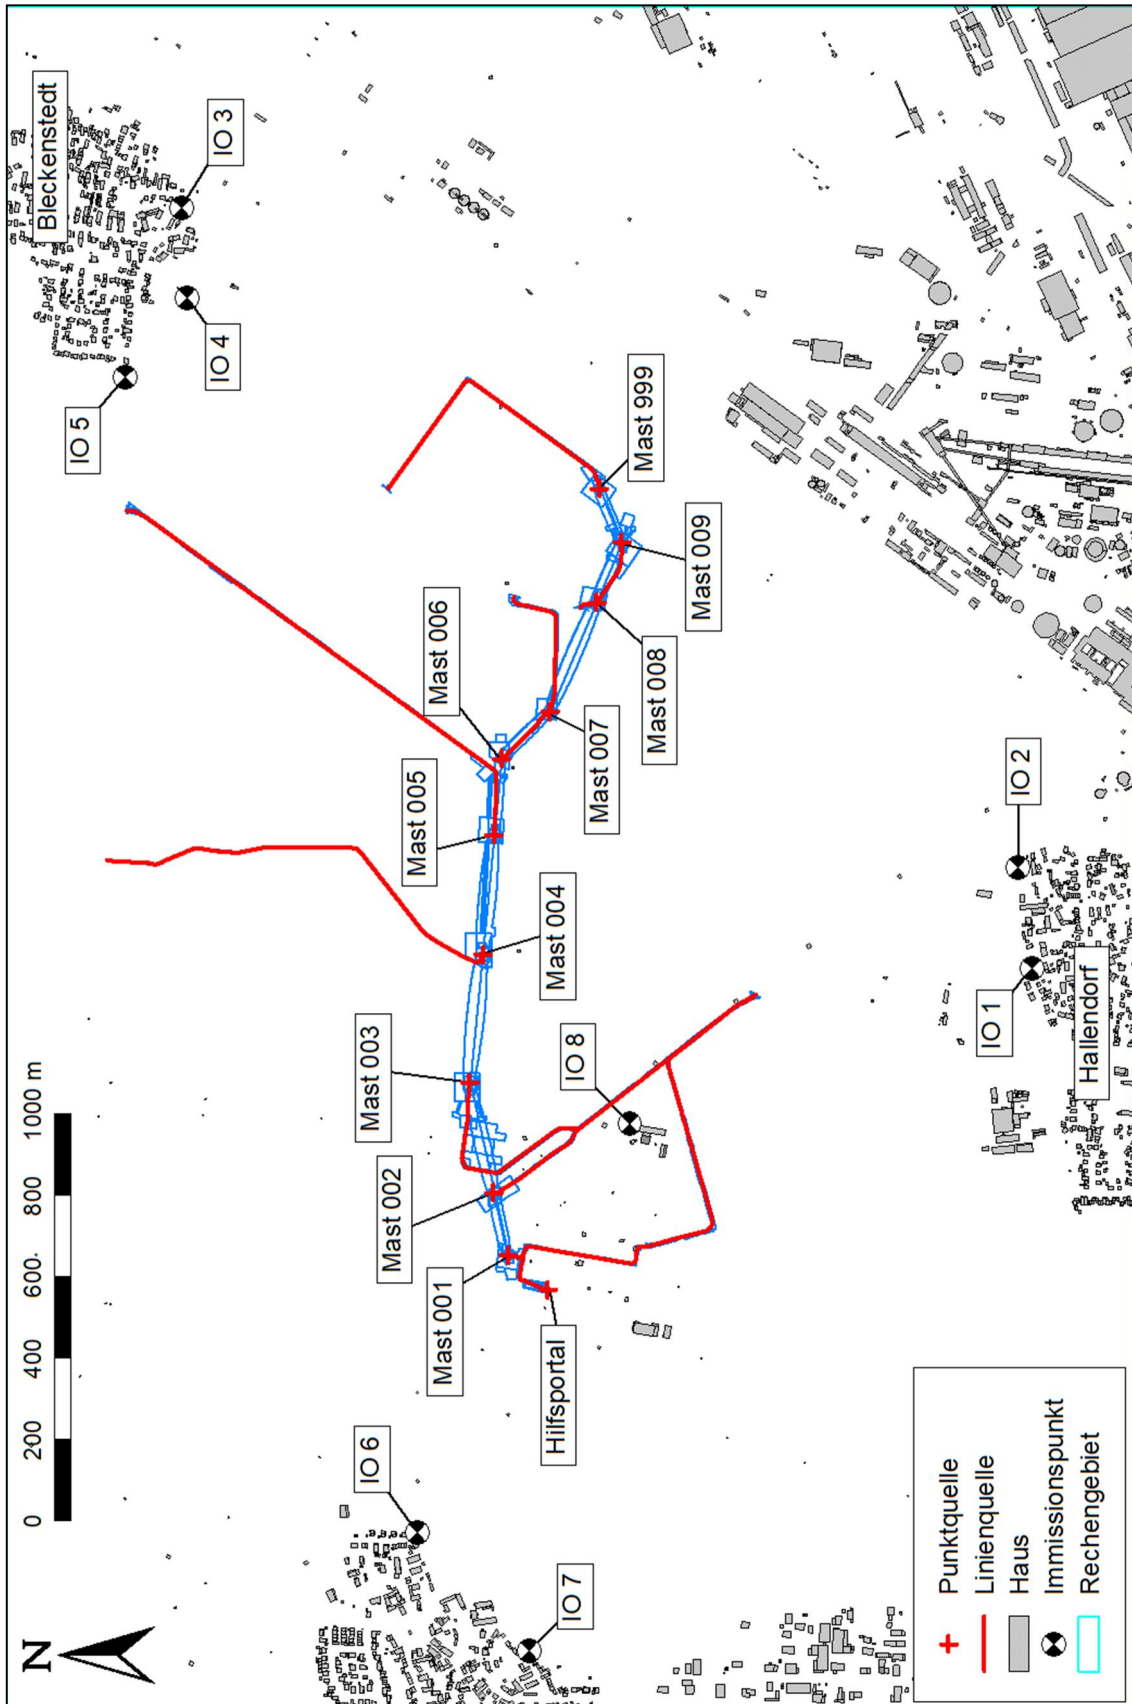 N
0 200 400 600 800 1000 m
Bleckenstedt
IO 5
IO 4
IO 3
IO 6
Mast 003
Mast 002
Mast 005
Mast 006
Mast 001
Mast 004
Hilfsportal
IO 7
IO 8
Mast 007
Mast 999
Mast 008
Mast 009
IO 1
IO 2
Hallendorf
Punktquelle
Linienquelle
Haus
Immissionspunkt
Rechengebiet